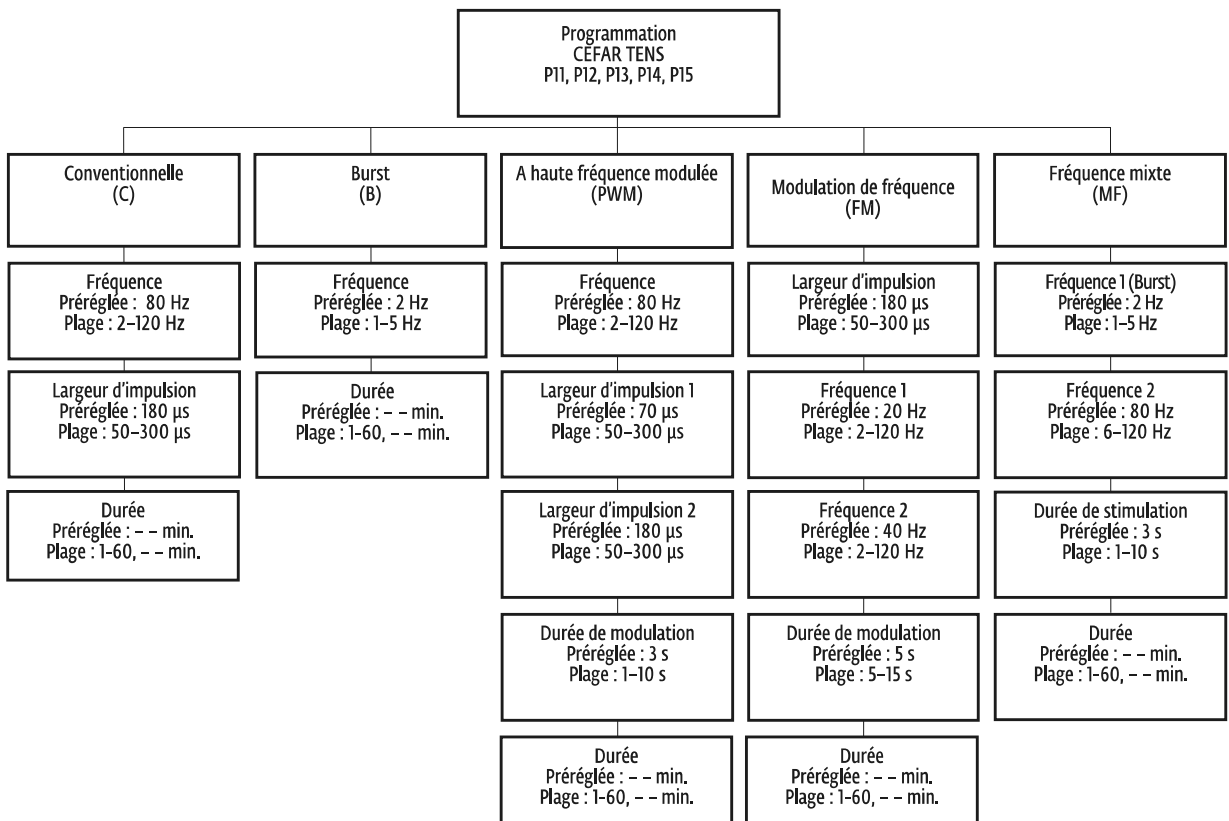 Programmation
CEFAR TENS
P11, P12, P13, P14, P15
Conventionnelle
(C)
Fréquence
Préréglée : 80 Hz
Plage : 2–120 Hz
Largeur d'impulsion
Préréglée : 180 µs
Plage : 50–300 µs
Durée
Préréglée : – – min.
Plage : 1-60, – – min.
Burst
(B)
Fréquence
Préréglée : 2 Hz
Plage : 1–5 Hz
Durée
Préréglée : – – min.
Plage : 1-60, – – min.
A haute fréquence modulée
(PWM)
Fréquence
Préréglée : 80 Hz
Plage : 2–120 Hz
Largeur d'impulsion 1
Préréglée : 70 µs
Plage : 50–300 µs
Largeur d'impulsion 2
Préréglée : 180 µs
Plage : 50–300 µs
Durée de modulation
Préréglée : 3 s
Plage : 1–10 s
Durée
Préréglée : – – min.
Plage : 1-60, – – min.
Modulation de fréquence
(FM)
Largeur d'impulsion
Préréglée : 180 µs
Plage : 50–300 µs
Fréquence 1
Préréglée : 20 Hz
Plage : 2–120 Hz
Fréquence 2
Préréglée : 40 Hz
Plage : 2–120 Hz
Durée de modulation
Préréglée : 5 s
Plage : 5–15 s
Durée
Préréglée : – – min.
Plage : 1-60, – – min.
Fréquence mixte
(MF)
Fréquence 1 (Burst)
Préréglée : 2 Hz
Plage : 1–5 Hz
Fréquence 2
Préréglée : 80 Hz
Plage : 6–120 Hz
Durée de stimulation
Préréglée : 3 s
Plage : 1–10 s
Durée
Préréglée : – – min.
Plage : 1-60, – – min.